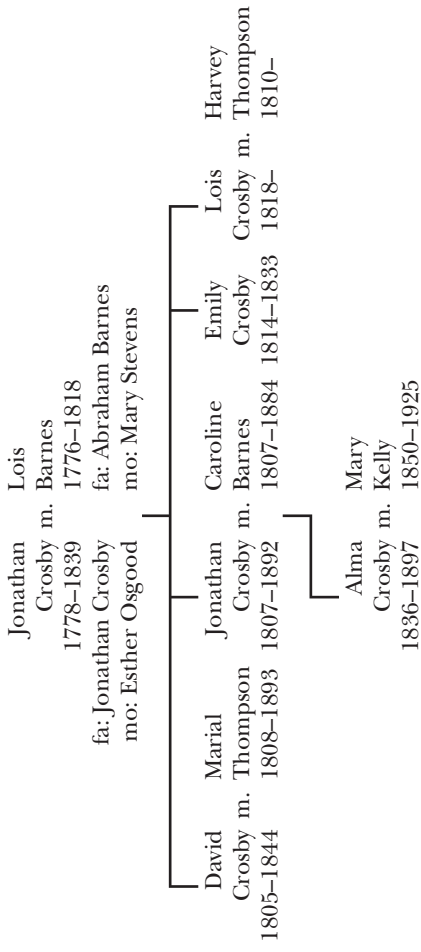 Jonathan Lois
Crosby m. Barnes
1778–1839 1776–1818
fa: Jonathan Crosby fa: Abraham Barnes
mo: Esther Osgood mo: Mary Stevens
David Marial Jonathan Caroline Emily Lois Harvey
Crosby m. Thompson Crosby m. Barnes Crosby Crosby m. Thompson
1805–1844 1808–1893 1807–1892 1807–1884 1814–1833 1818– 1810–
Alma Mary
Crosby m. Kelly
1836–1897 1850–1925